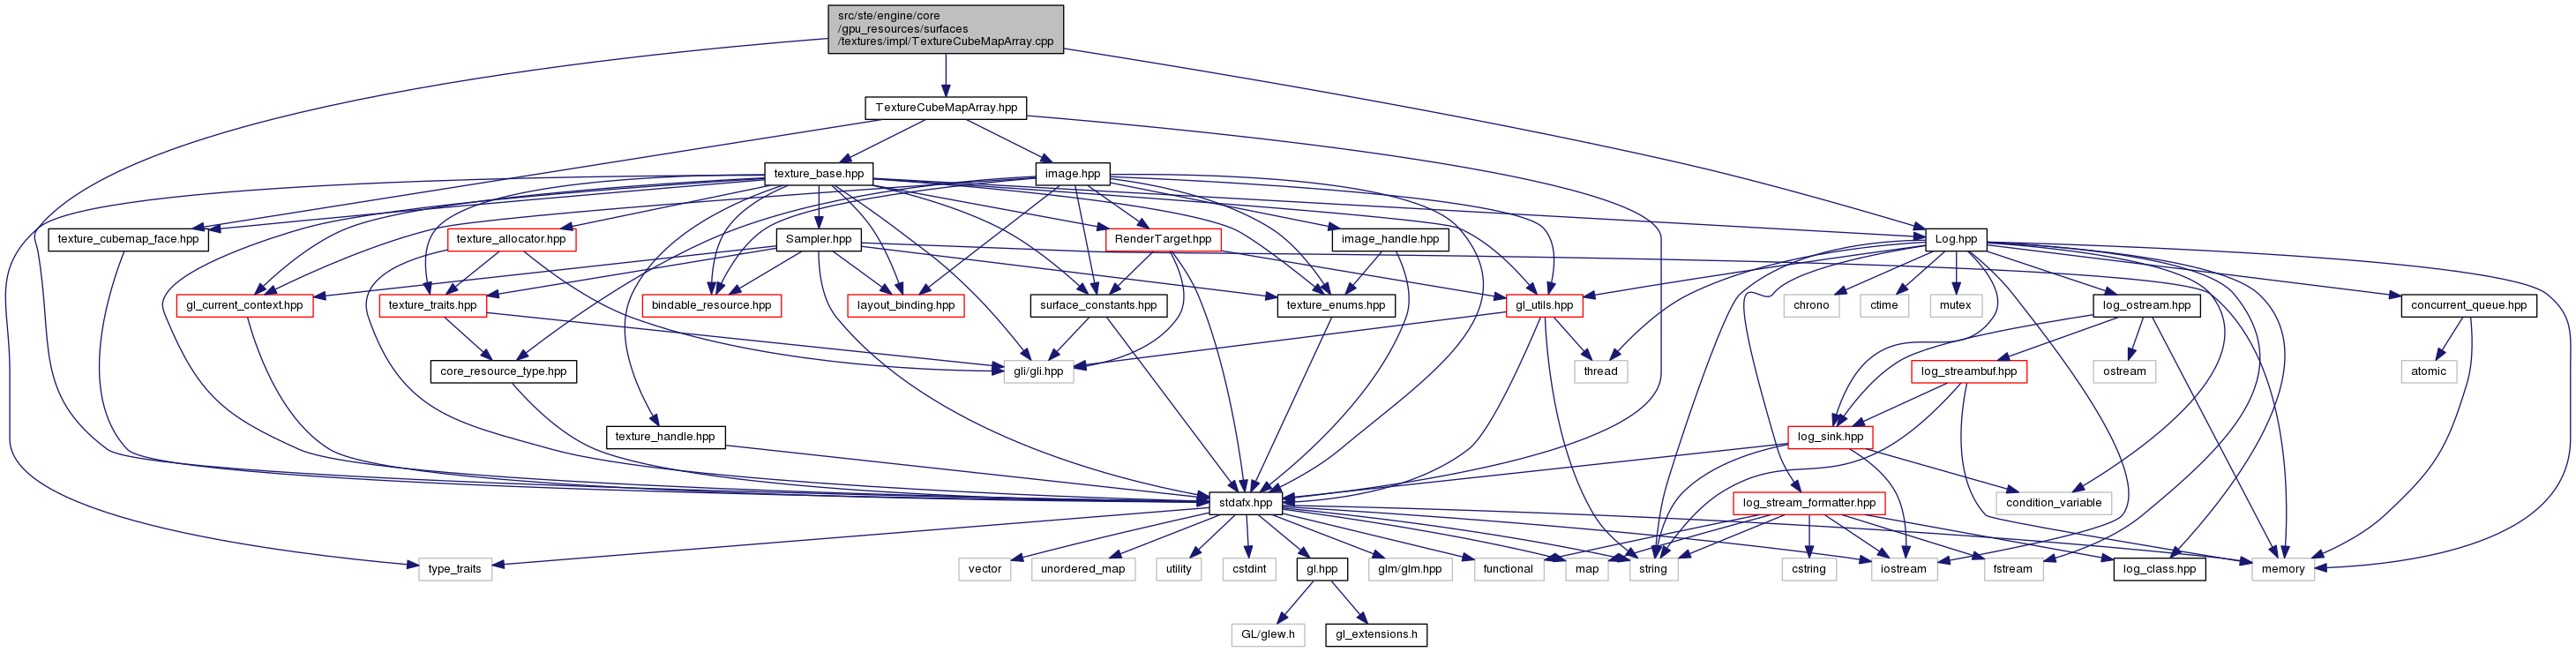 src/ste/engine/core
/gpu_resources/surfaces
/textures/impl/TextureCubeMapArray.cpp
TextureCubeMapArray.hpp
texture_base.hpp
image.hpp
texture_cubemap_face.hpp
texture_allocator.hpp
Sampler.hpp
RenderTarget.hpp
image_handle.hpp
Log.hpp
gl_current_context.hpp
texture_traits.hpp
bindable_resource.hpp
layout_binding.hpp
surface_constants.hpp
texture_enums.hpp
gl_utils.hpp
chrono
ctime
mutex
log_ostream.hpp
concurrent_queue.hpp
core_resource_type.hpp
gli/gli.hpp
thread
log_streambuf.hpp
ostream
atomic
texture_handle.hpp
log_sink.hpp
stdafx.hpp
log_stream_formatter.hpp
condition_variable
type_traits
vector
unordered_map
utility
cstdint
gl.hpp
glm/glm.hpp
functional
map
string
cstring
iostream
fstream
log_class.hpp
memory
GL/glew.h
gl_extensions.h